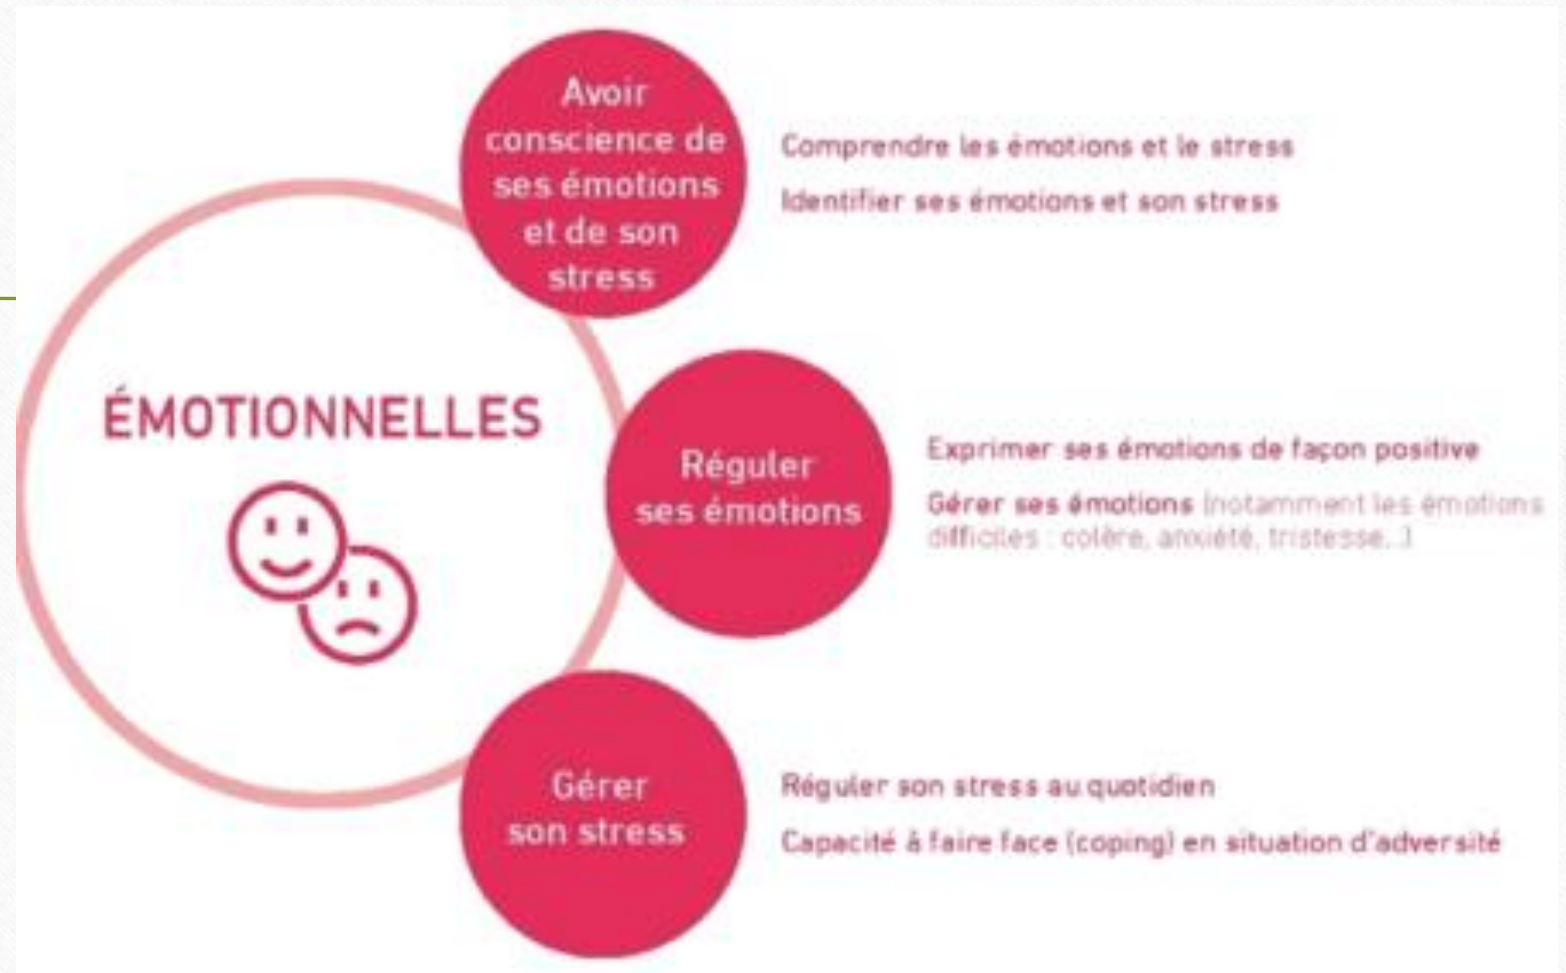 Avoir
conscience de
ses émotions
et de son
stress
Comprendre les émotions et le stress
Identifier ses émotions et son stress
ÉMOTIONNELLES
Réguler
ses émotions
Exprimer ses émotions de façon positive
Gérer ses émotions (notamment les émotions
difficiles : colère, anxiété, tristesse...)
Gérer
son stress
Réguler son stress au quotidien
Capacité à faire face (coping) en situation d'adversité